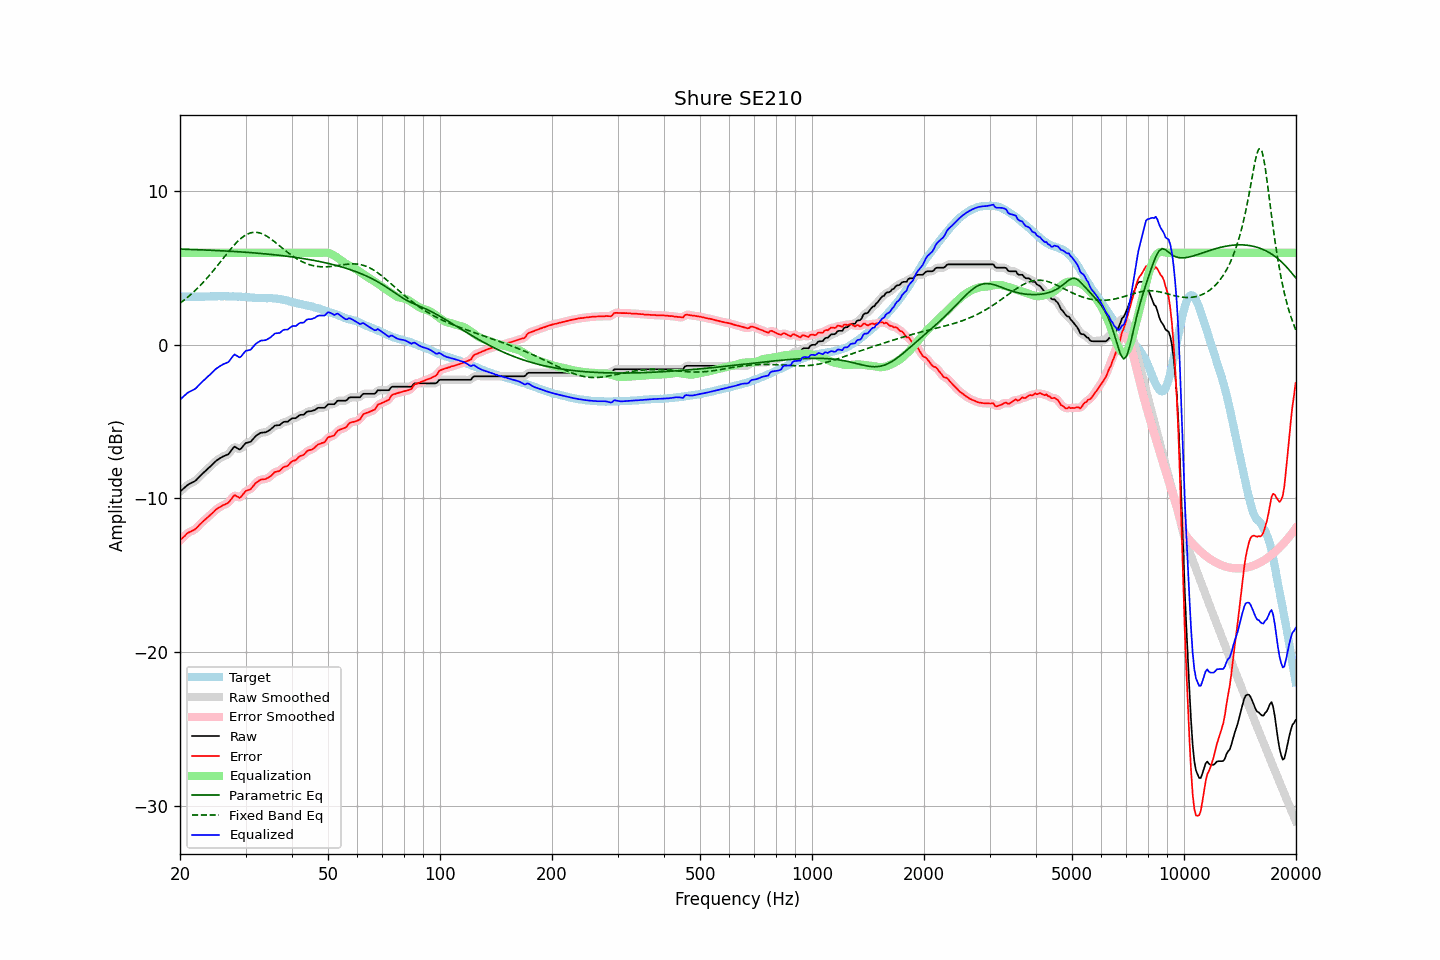 Shure SE210
Amplitude (dBr)
10
0
−10
−20
−30
Target
Raw Smoothed
Error Smoothed
Raw
Error
Equalization
Parametric Eq
Fixed Band Eq
Equalized
20 50 100 200 500 1000 2000 5000 10000 20000
Frequency (Hz)